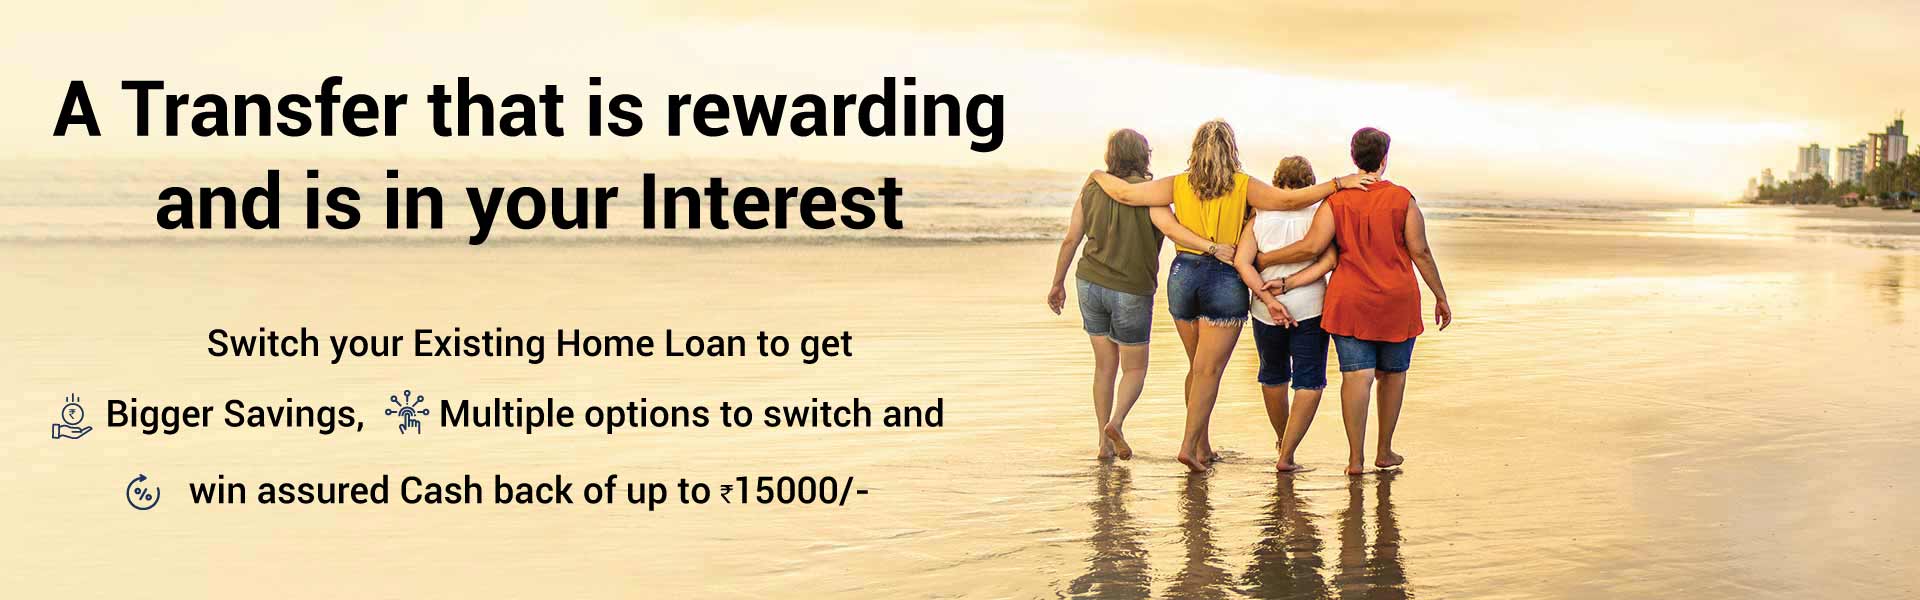 A Transfer that is rewarding
and is in your Interest
Switch your Existing Home Loan to get
Bigger Savings, Multiple options to switch and
win assured Cash back of up to ₹15000/-